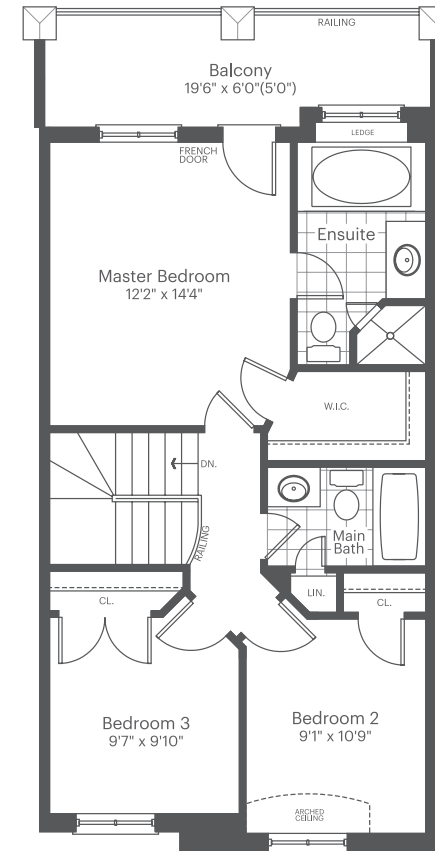 RAILING
Balcony
19'6" x 6'0"(5'0")
LEDGE
FRENCH
DOOR
Ensuite
Master Bedroom
12'2" x 14'4"
W.I.C.
DN.
RAILING
Main
Bath
LIN.
CL.
CL.
Bedroom 3
9'7" x 9'10"
Bedroom 2
9'1" x 10'9"
ARCHED
CEILING